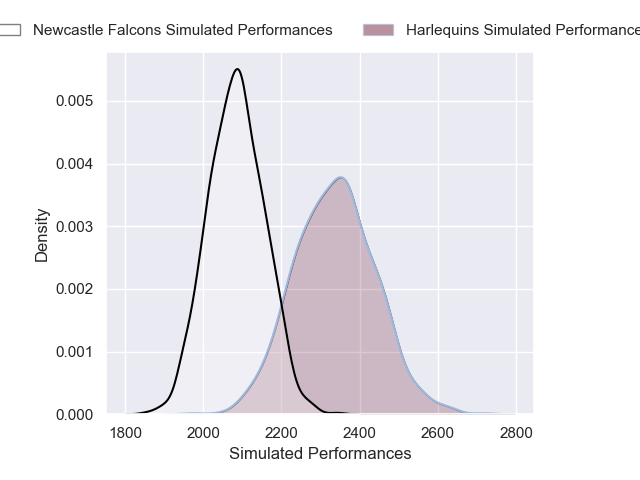 Newcastle Falcons Simulated Performances
Harlequins Simulated Performance
0.005
0.004
0.003
0.002
0.001
0.000
Density
1800 2000 2200 2400 2600 2800
Simulated Performances